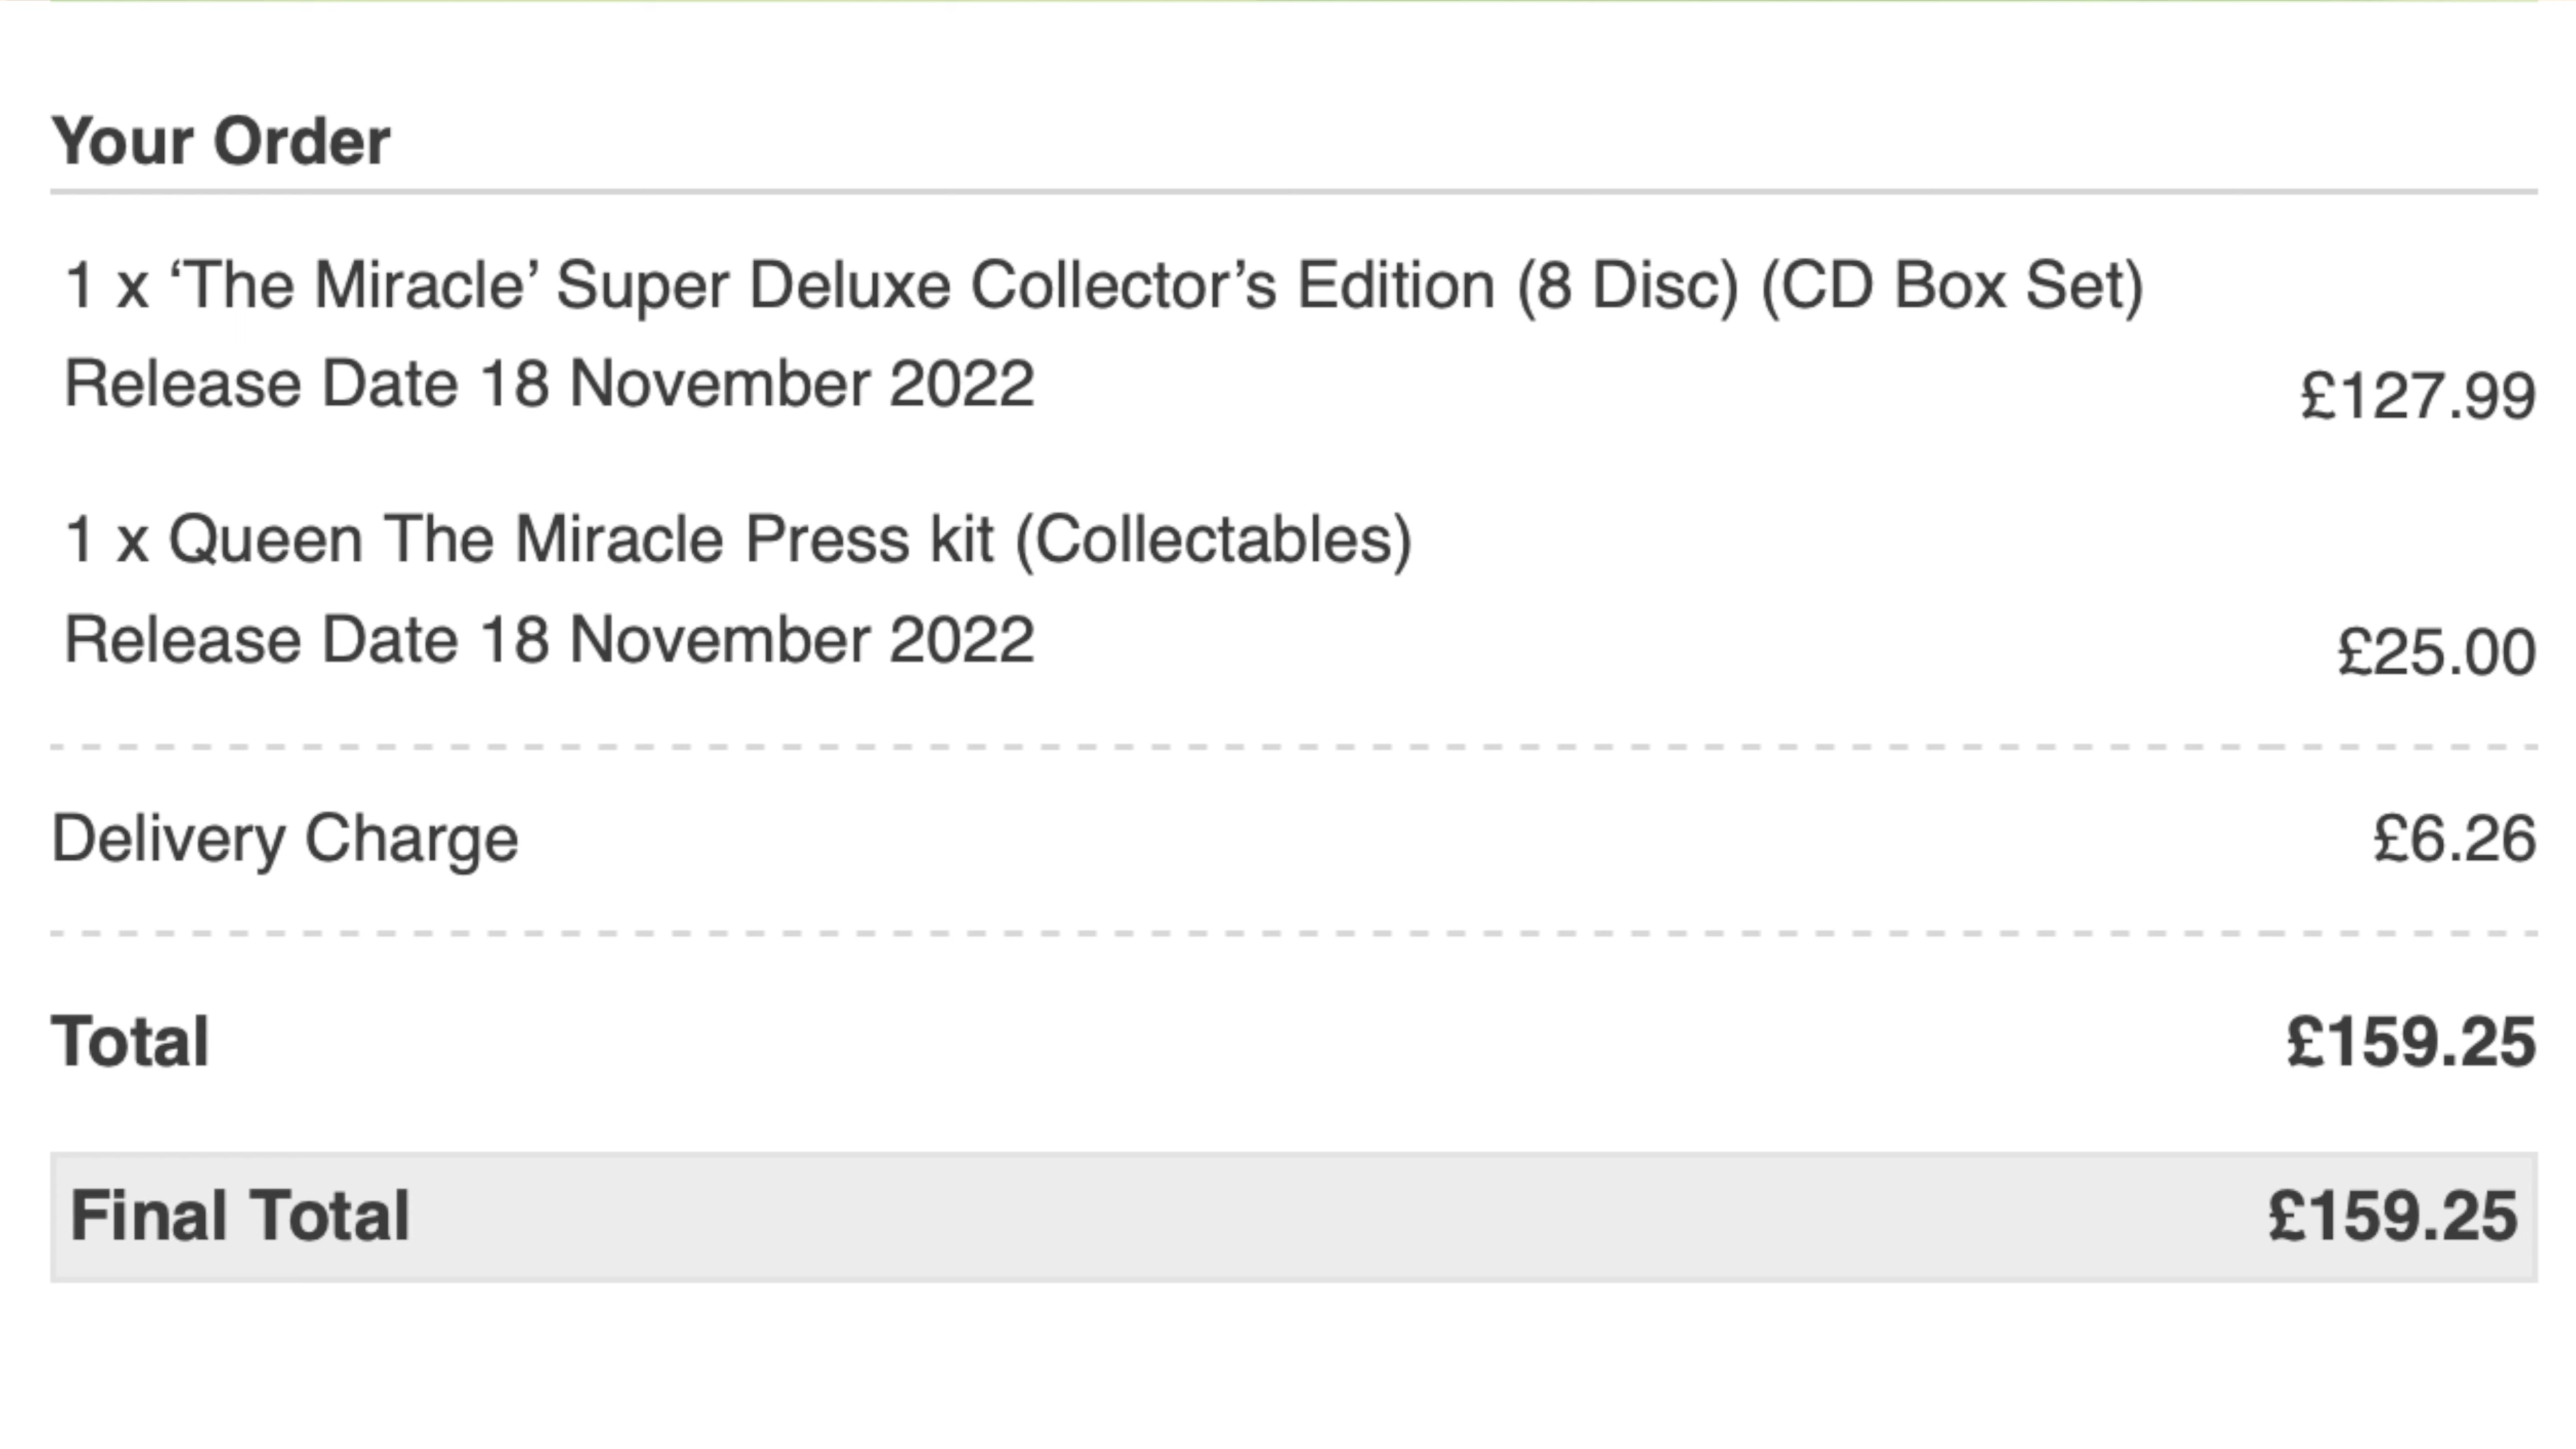 Your Order
1 x ‘The Miracle’ Super Deluxe Collector’s Edition (8 Disc) (CD Box Set)
Release Date 18 November 2022 £127.99
1 x Queen The Miracle Press kit (Collectables)
Release Date 18 November 2022 £25.00
Delivery Charge £6.26
Total £159.25
Final Total £159.25